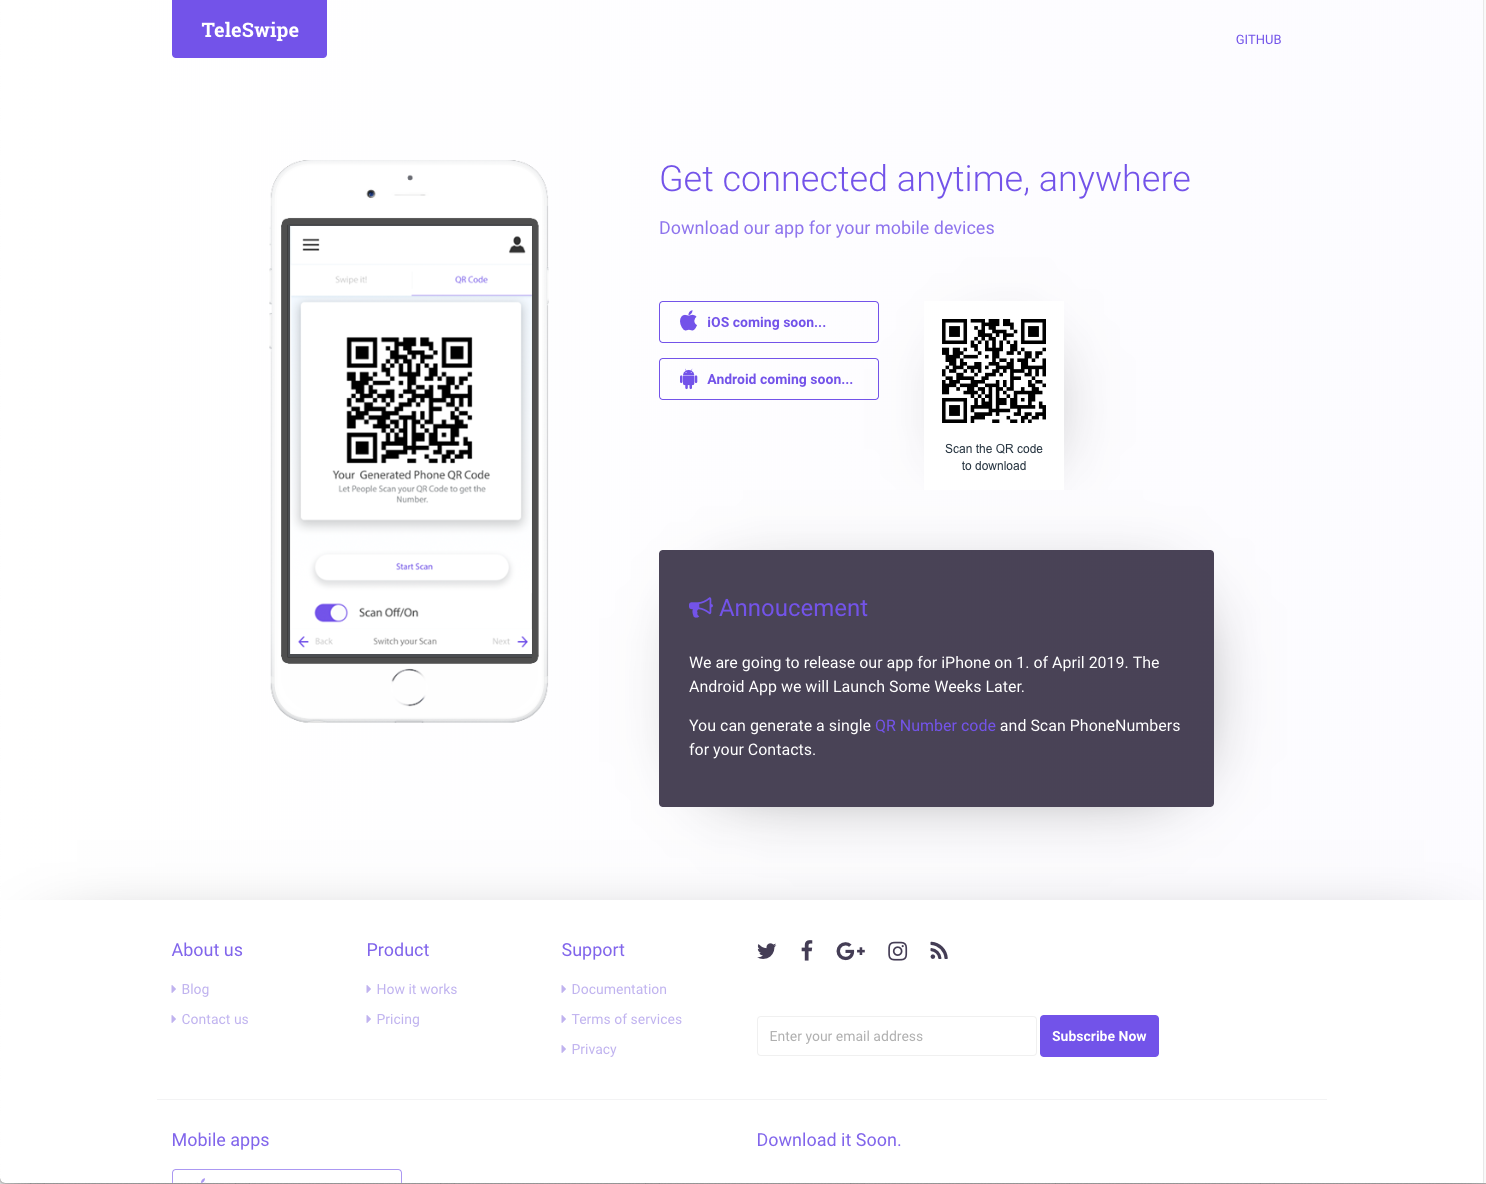 TeleSwipe
GITHUB
Swipe it!
QR Code
Your Generated Phone QR Code
Let People Scan your QR Code to get the
Number.
Start Scan
Scan Off/On
Back
Switch your Scan
Next
Get connected anytime, anywhere
Download our app for your mobile devices
iOS coming soon...
Android coming soon...
Scan the QR code
to download
Annoucement
We are going to release our app for iPhone on 1. of April 2019. The
Android App we will Launch Some Weeks Later.
You can generate a single QR Number code and Scan PhoneNumbers
for your Contacts.
About us
Blog
Contact us
Product
How it works
Pricing
Support
Documentation
Terms of services
Privacy
Enter your email address
Subscribe Now
Mobile apps
Download it Soon.